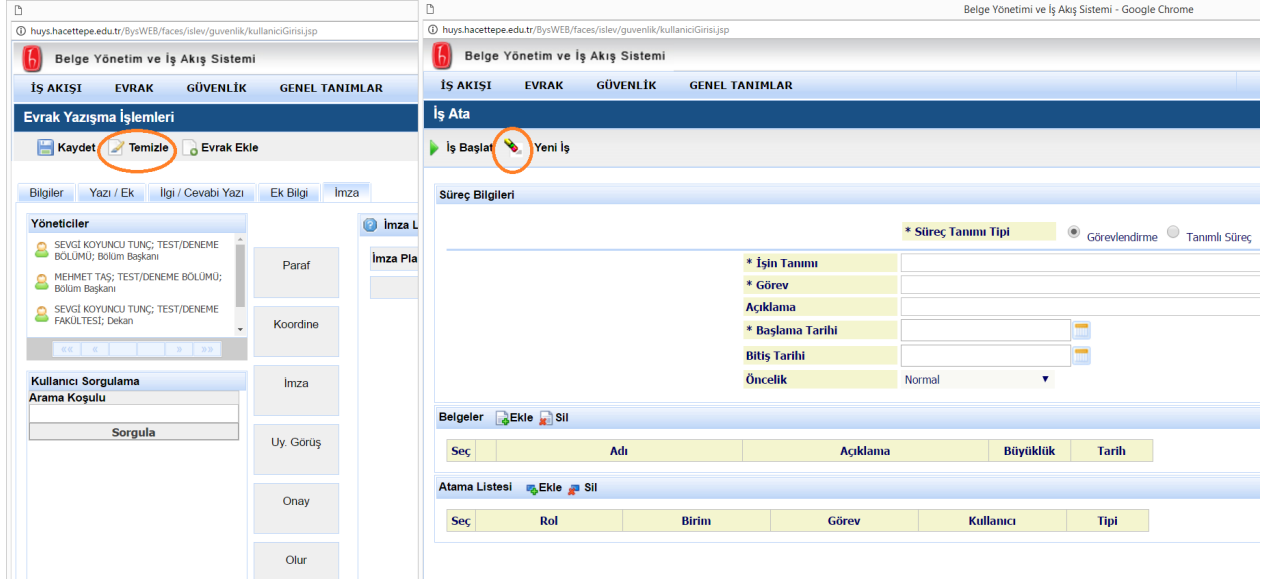 huys.hacettepe.edu.tr/BysWEB/faces/islev/guvenlik/kullaniciGirisi.jsp
Belge Yönetim ve İş Akış Sistemi
İŞ AKIŞI EVRAK GÜVENLİK GENEL TANIMLAR
Evrak Yazışma İşlemleri
Kaydet Temizle Evrak Ekle
Bilgiler Yazı / Ek İlgi / Cevabi Yazı Ek Bilgi İmza
Yöneticiler
SEVGİ KOYUNCU TUNÇ; TEST/DENEME
BÖLÜMÜ; Bölüm Başkanı
MEHMET TAŞ; TEST/DENEME BÖLÜMÜ;
Bölüm Başkanı
SEVGİ KOYUNCU TUNÇ; TEST/DENEME
FAKÜLTESİ; Dekan
«« « » »»
Kullanıcı Sorgulama
Arama Koşulu
Sorgula
Paraf
Koordine
İmza
Uy. Görüş
Onay
Olur
İmza L
İmza Pla
Belge Yönetimi ve İş Akış Sistemi - Google Chrome
huys.hacettepe.edu.tr/BysWEB/faces/islev/guvenlik/kullaniciGirisi.jsp
Belge Yönetim ve İş Akış Sistemi
İŞ AKIŞI EVRAK GÜVENLİK GENEL TANIMLAR
İş Ata
İş Başlat Yeni İş
Süreç Bilgileri
* Süreç Tanımı Tipi Görevlendirme Tanımlı Süreç
* İşin Tanımı
* Görev
Açıklama
* Başlama Tarihi
Bitiş Tarihi
Öncelik Normal
Belgeler Ekle Sil
Seç Adı Açıklama Büyüklük Tarih
Atama Listesi Ekle Sil
Seç Rol Birim Görev Kullanıcı Tipi